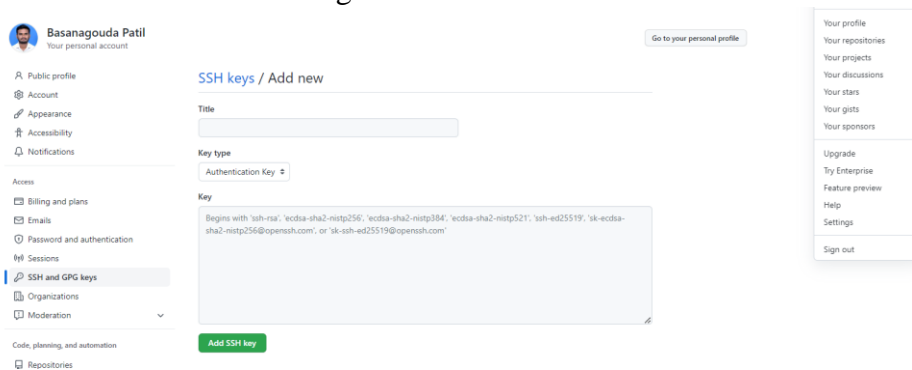 Basanagouda Patil
Your personal account
Go to your personal profile
Public profile
Account
Appearance
Accessibility
Notifications
Access
Billing and plans
Emails
Password and authentication
Sessions
SSH and GPG keys
Organizations
Moderation
Code, planning, and automation
Repositories
SSH keys / Add new
Title
Key type
Authentication Key
Key
Begins with 'ssh-rsa', 'ecdsa-sha2-nistp256', 'ecdsa-sha2-nistp384', 'ecdsa-sha2-nistp521', 'ssh-ed25519', 'sk-ecdsa-
sha2-nistp256@openssh.com', or 'sk-ssh-ed25519@openssh.com'
Add SSH key
Your profile
Your repositories
Your projects
Your discussions
Your stars
Your gists
Your sponsors
Upgrade
Try Enterprise
Feature preview
Help
Settings
Sign out